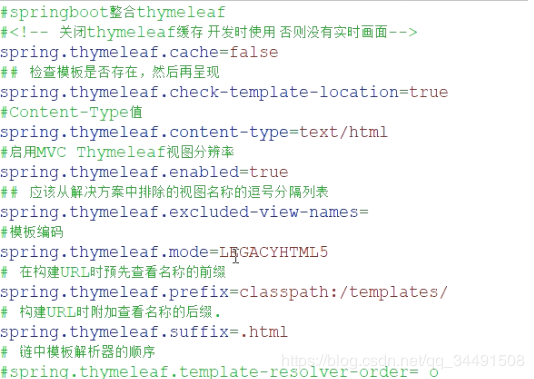 #springboot整合thymeleaf
#<!-- 关闭thymeleaf缓存 开发时使用 否则没有实时画面-->
spring.thymeleaf.cache=false
## 检查模板是否存在，然后再呈现
spring.thymeleaf.check-template-location=true
#Content-Type值
spring.thymeleaf.content-type=text/html
#启用MVC Thymeleaf视图分辨率
spring.thymeleaf.enabled=true
## 应该从解决方案中排除的视图名称的逗号分隔列表
spring.thymeleaf.excluded-view-names=
#模板编码
spring.thymeleaf.mode=LEGACYHTML5
# 在构建URL时预先查看名称的前缀
spring.thymeleaf.prefix=classpath:/templates/
# 构建URL时附加查看名称的后缀.
spring.thymeleaf.suffix=.html
# 链中模板解析器的顺序
#spring.thymeleaf.template-resolver-order= o
https://blog.csdn.net/qq_34491508